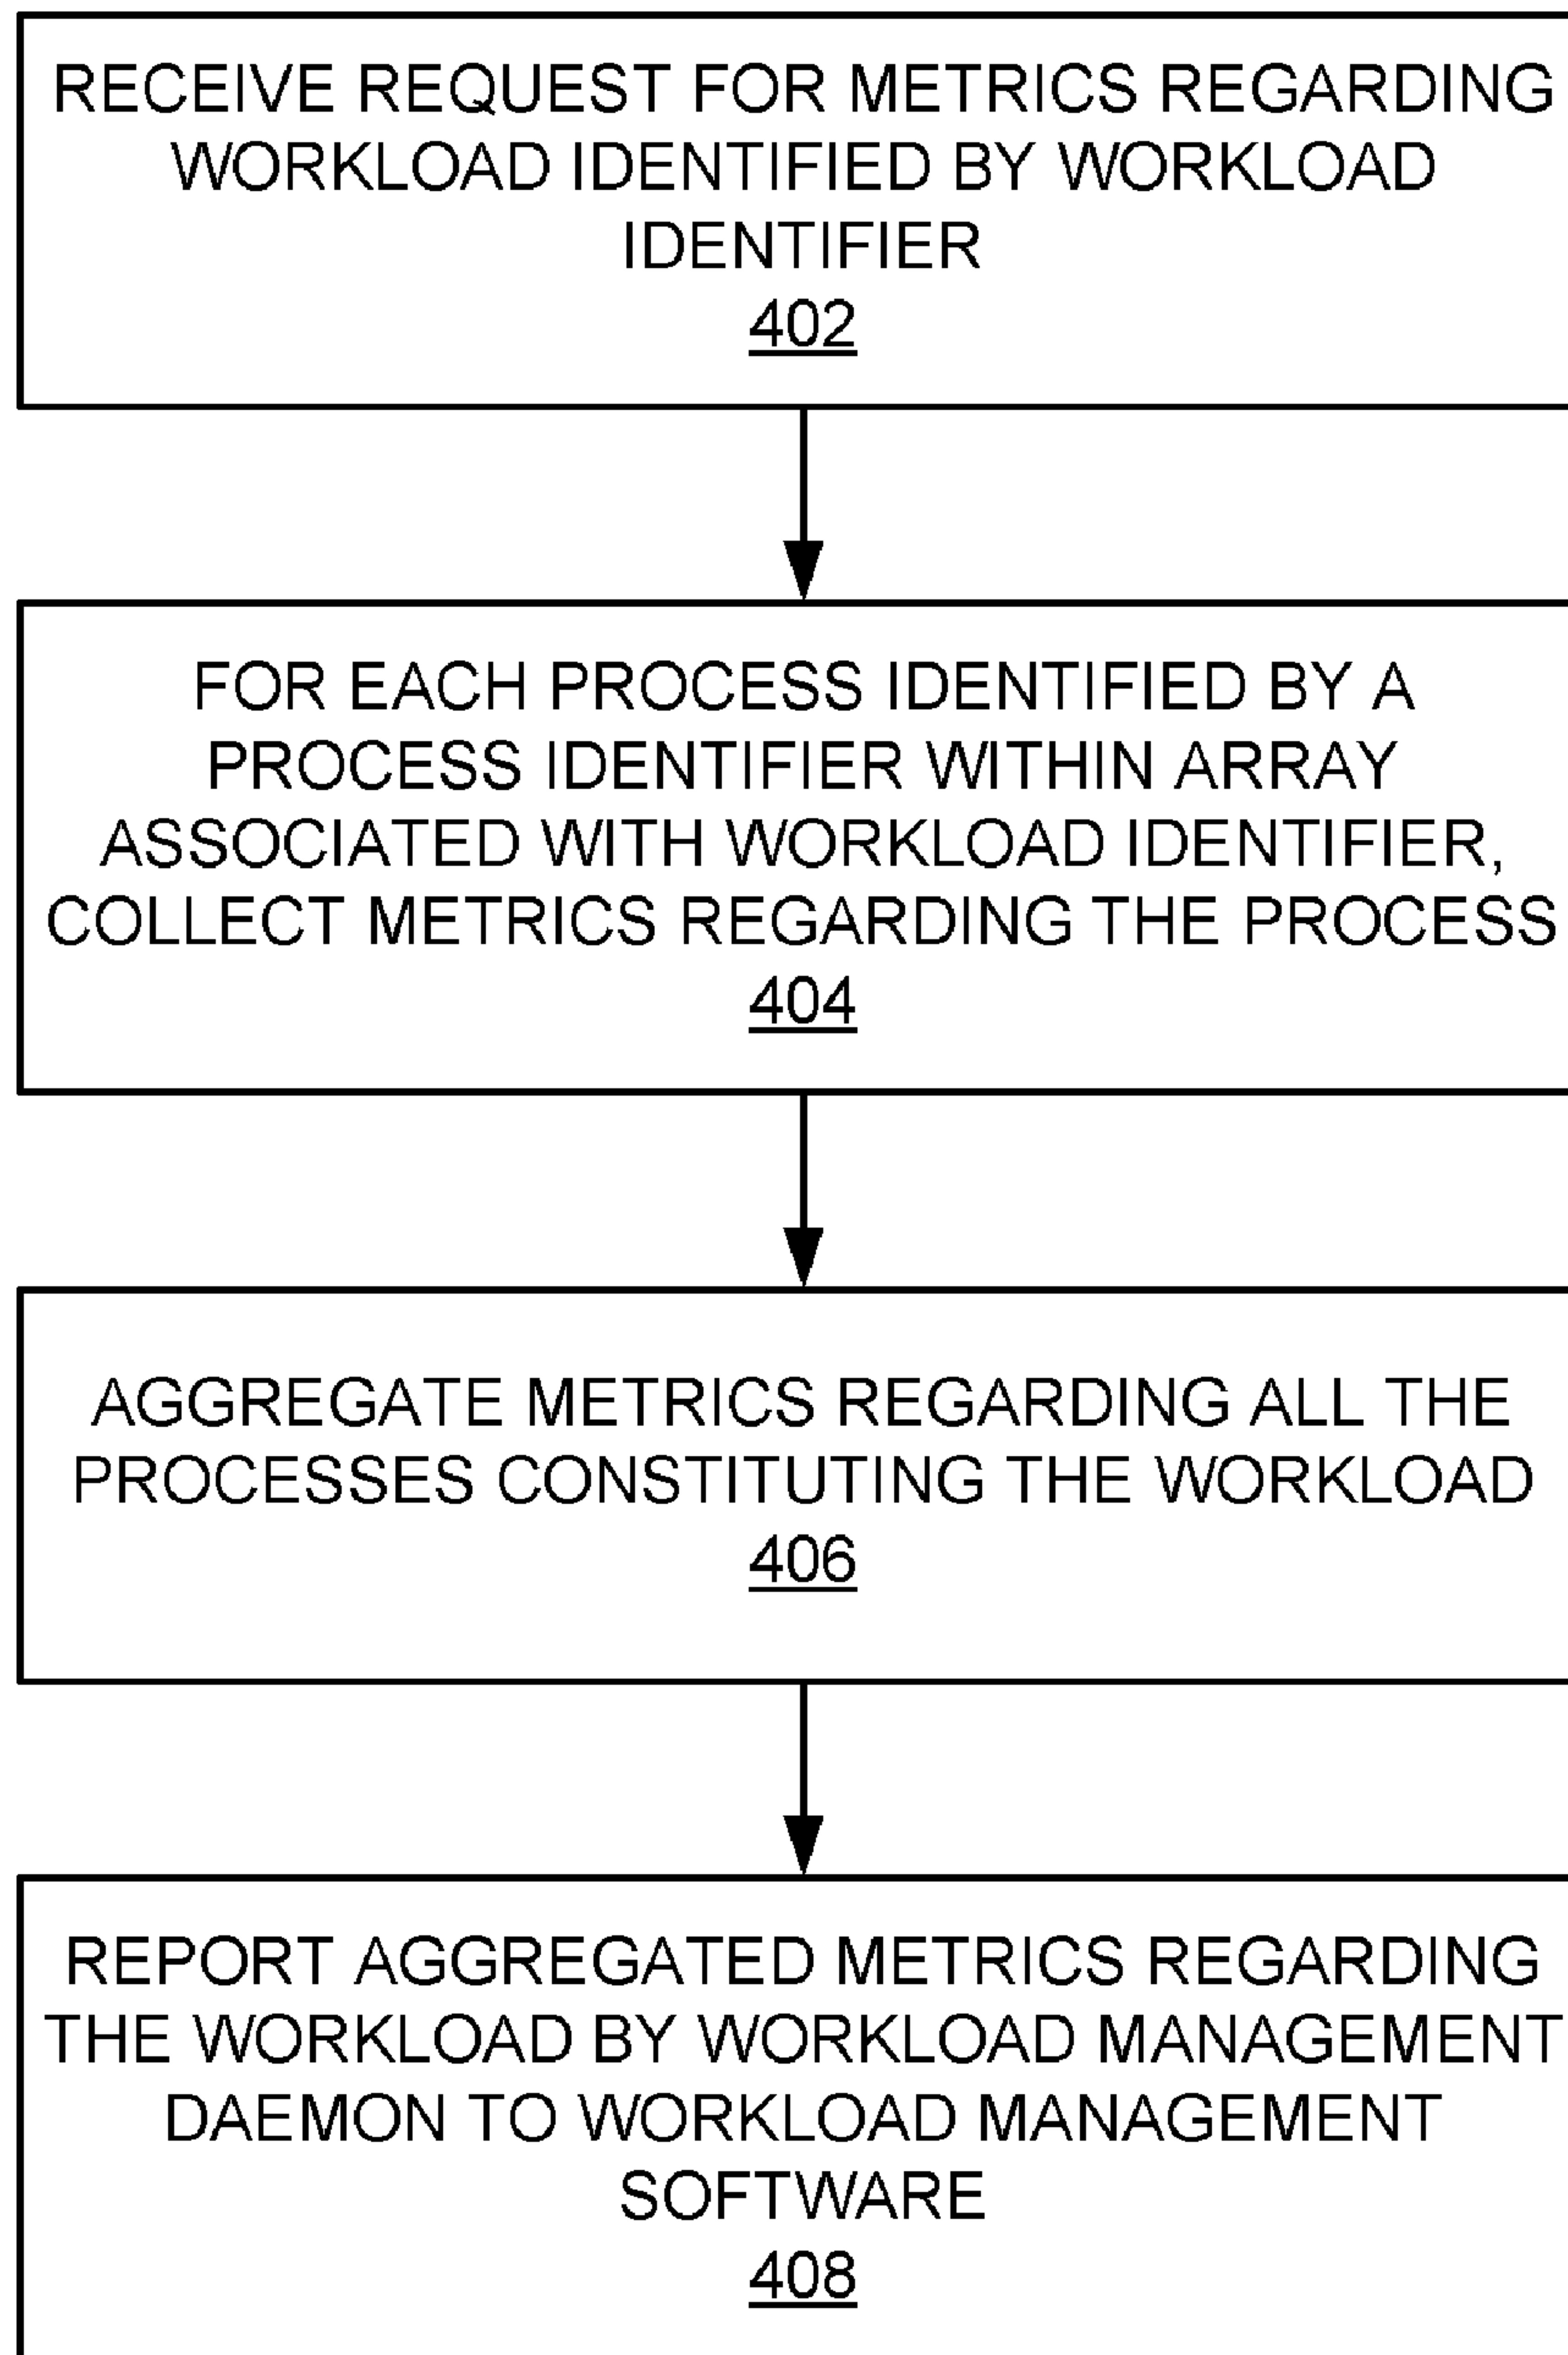 RECEIVE REQUEST FOR METRICS REGARDING
WORKLOAD IDENTIFIED BY WORKLOAD
IDENTIFIER
402
FOR EACH PROCESS IDENTIFIED BY A
PROCESS IDENTIFIER WITHIN ARRAY
ASSOCIATED WITH WORKLOAD IDENTIFIER,
COLLECT METRICS REGARDING THE PROCESS
404
AGGREGATE METRICS REGARDING ALL THE
PROCESSES CONSTITUTING THE WORKLOAD
406
REPORT AGGREGATED METRICS REGARDING
THE WORKLOAD BY WORKLOAD MANAGEMENT
DAEMON TO WORKLOAD MANAGEMENT
SOFTWARE
408